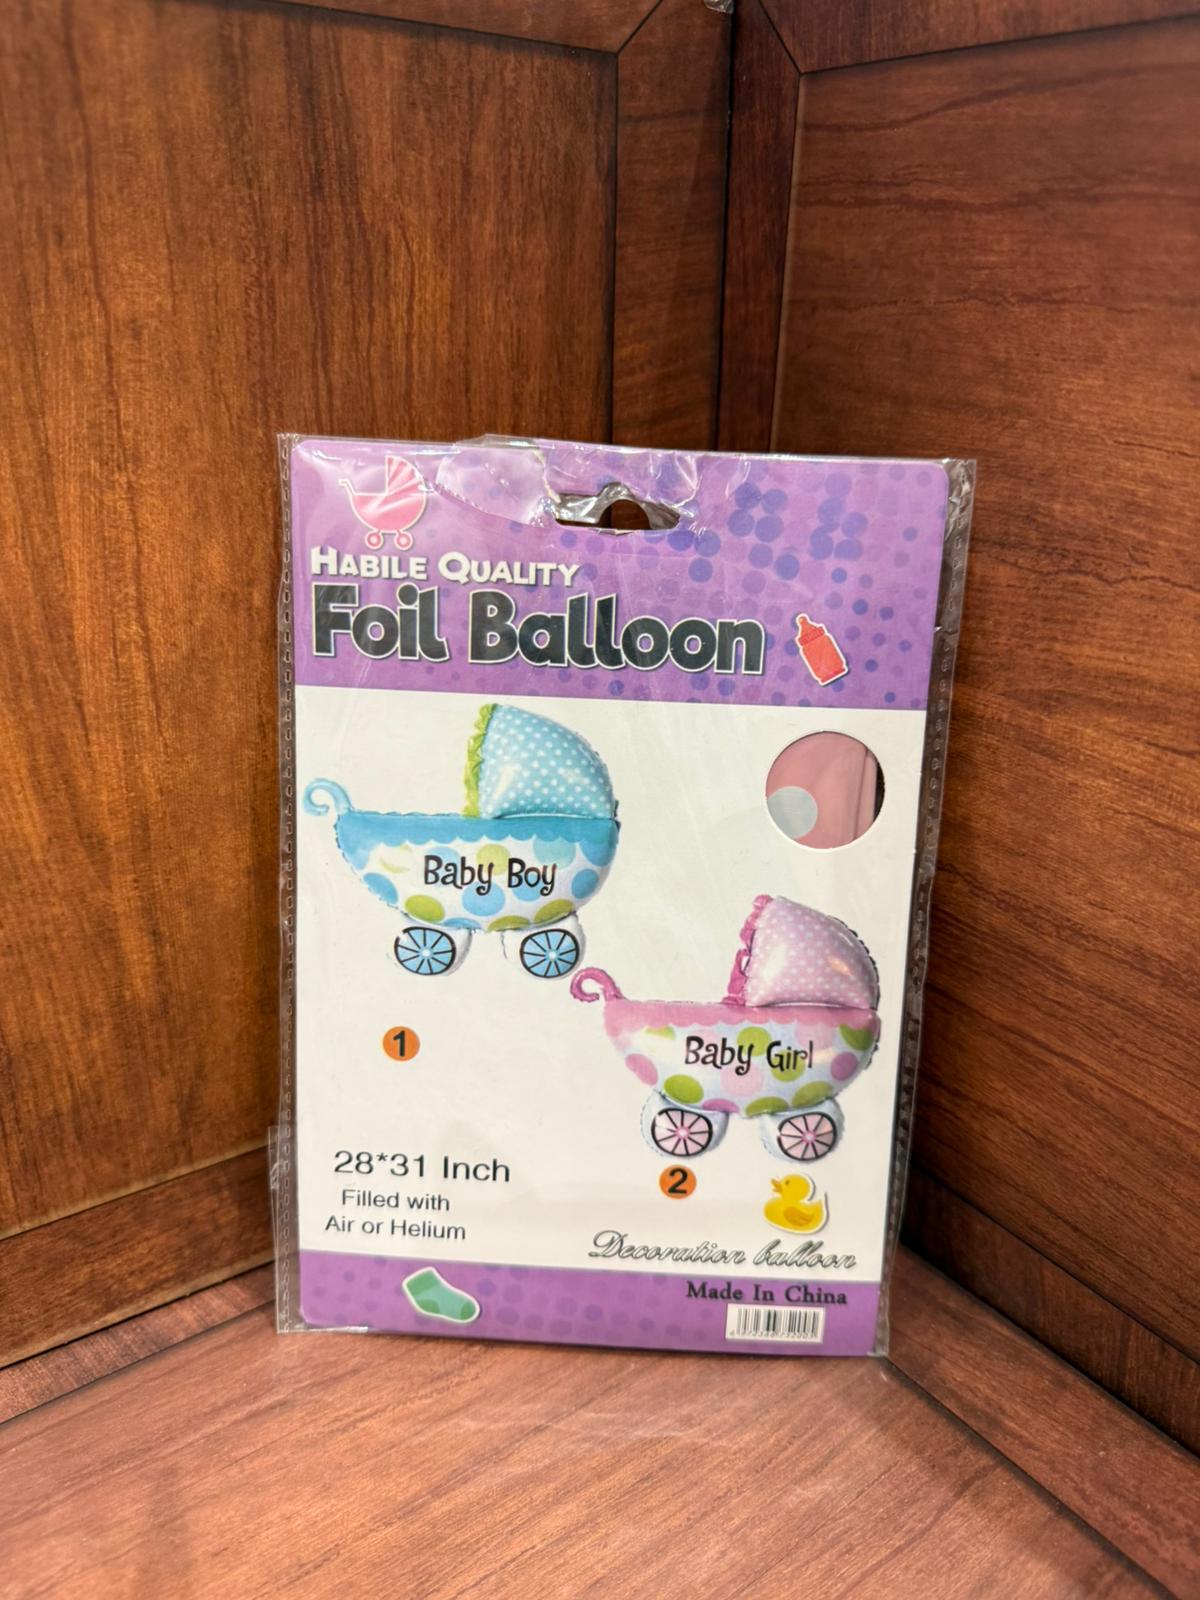 HABILE QUALITY
Foil Balloon
Baby Boy
Baby Girl
1
2
28*31 Inch
Filled with
Air or Helium
Decoration balloon
Made In China